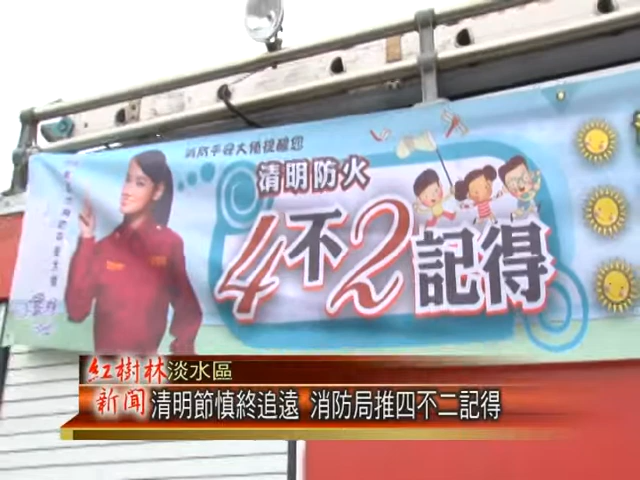 消防平安大使提醒您
清明防火
4不2記得
紅樹林
新聞
淡水區
清明節慎終追遠 消防局推四不二記得